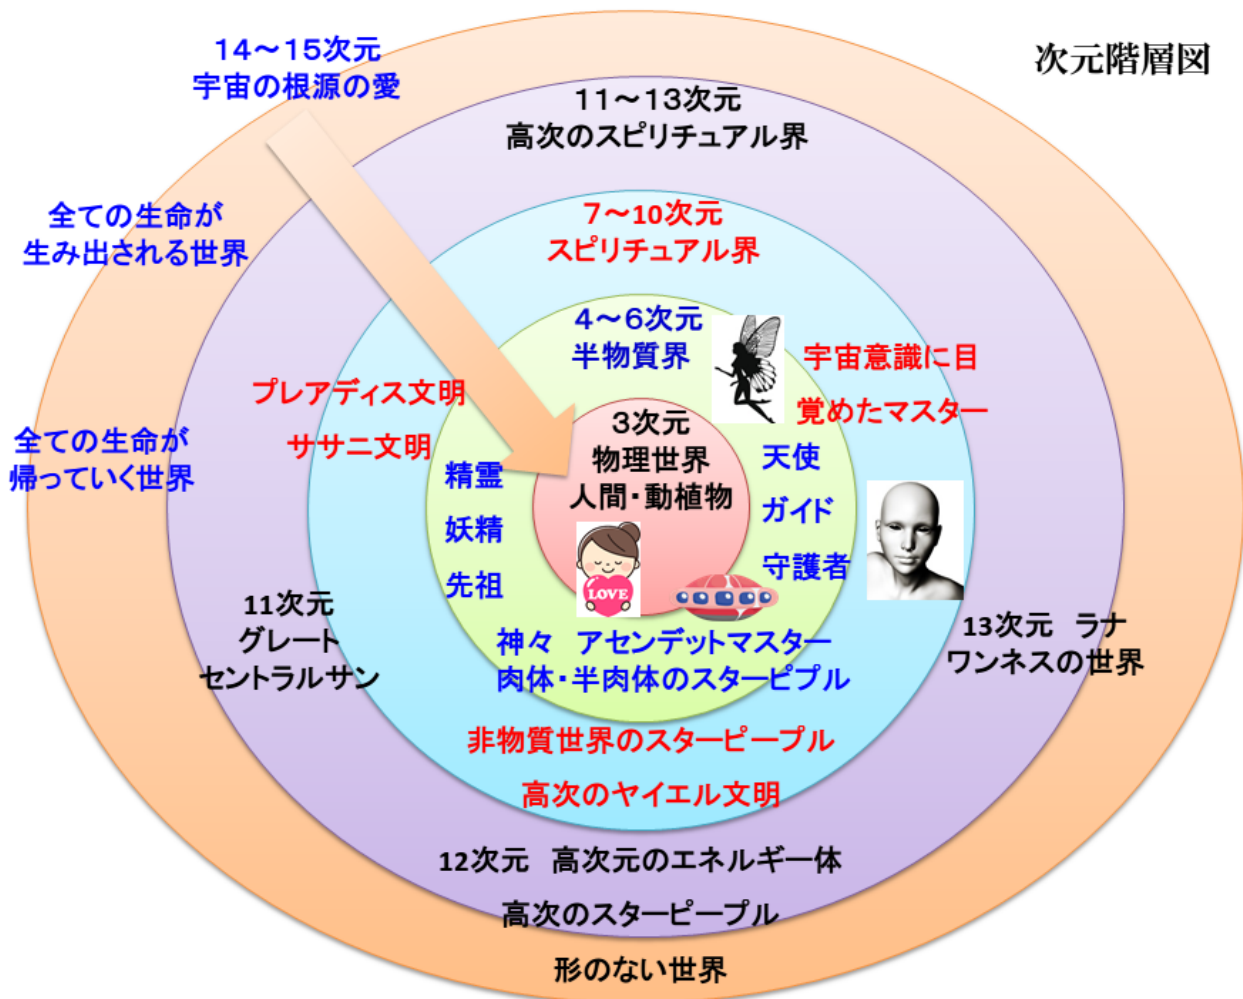 次元階層図
14～15次元
宇宙の根源の愛
11～13次元
高次のスピリチュアル界
全ての生命が
生み出される世界
7～10次元
スピリチュアル界
4～6次元
半物質界
宇宙意識に目
覚めたマスター
プレアディス文明
ササニ文明
全ての生命が
帰っていく世界
3次元
物理世界
人間・動植物
精霊
妖精
先祖
天使
ガイド
守護者
LOVE
神々 アセンデットマスター
肉体・半肉体のスターピプル
11次元
グレート
セントラルサン
13次元 ラナ
ワンネスの世界
非物質世界のスターピープル
高次のヤイエル文明
12次元 高次元のエネルギー体
高次のスターピープル
形のない世界